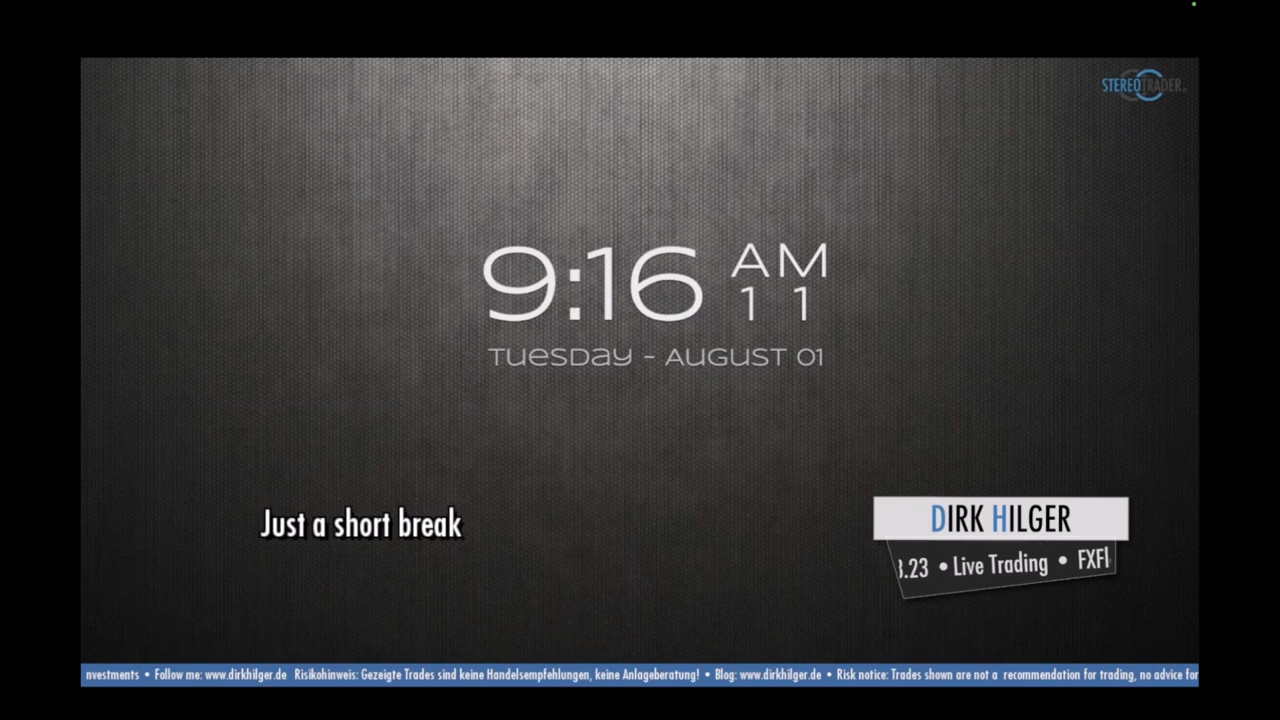 STEREOTRADER
9:16 AM
11
TUESDAY - AUGUST 01
Just a short break
DIRK HILGER
.23 • Live Trading • FXFl
nvestments • Follow me: www.dirkhilger.de Risikohinweis: Gezeigte Trades sind keine Handelsempfehlungen, keine Anlageberatung! • Blog: www.dirkhilger.de • Risk notice: Trades shown are not a recommendation for trading, no advice for